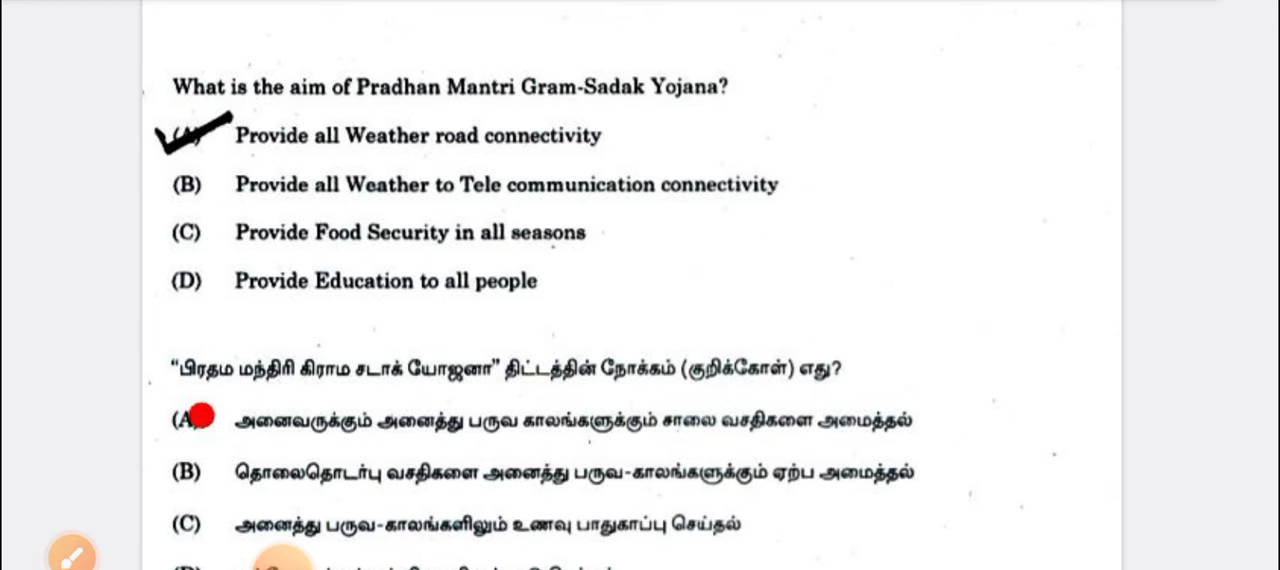 What is the aim of Pradhan Mantri Gram-Sadak Yojana?
(A) Provide all Weather road connectivity
(B) Provide all Weather to Tele communication connectivity
(C) Provide Food Security in all seasons
(D) Provide Education to all people
“பிரதம மந்திரி கிராம சடாக் யோஜனா” திட்டத்தின் நோக்கம் (குறிக்கோள்) எது?
(A அனைவருக்கும் அனைத்து பருவ காலங்களுக்கும் சாலை வசதிகளை அமைத்தல்
(B) தொலைதொடர்பு வசதிகளை அனைத்து பருவ-காலங்களுக்கும் ஏற்ப அமைத்தல்
(C) அனைத்து பருவ-காலங்களிலும் உணவு பாதுகாப்பு செய்தல்